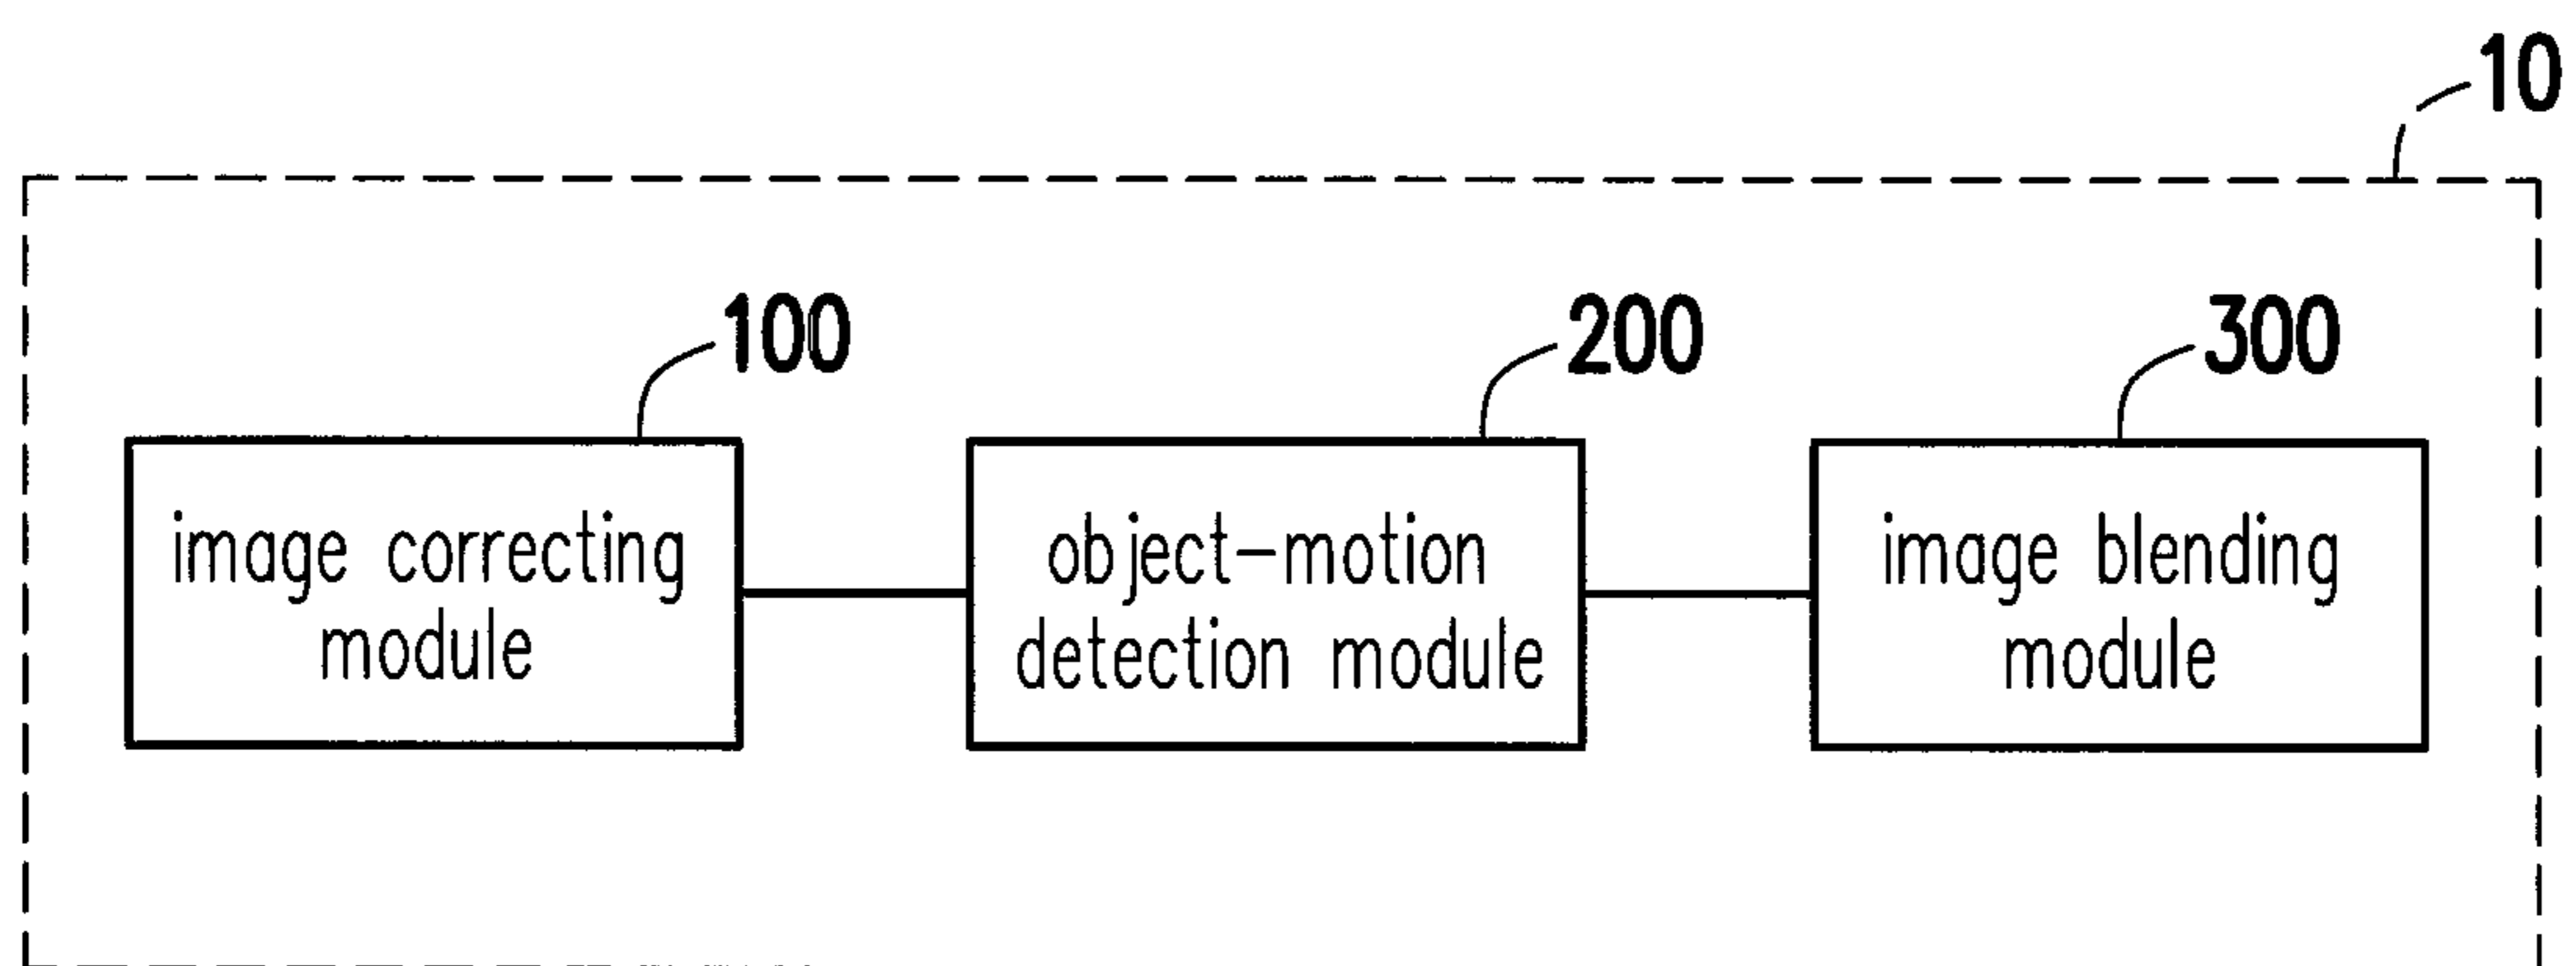 10
100
200
300
image correcting
module
object-motion
detection module
image blending
module